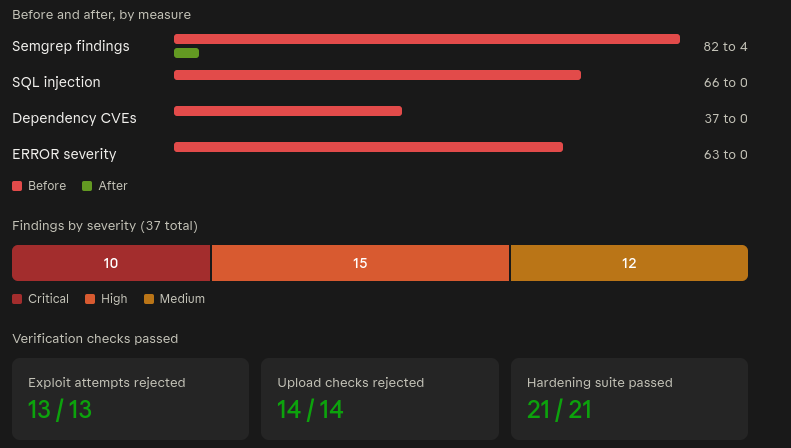 Before and after, by measure
Semgrep findings 82 to 4
SQL injection 66 to 0
Dependency CVEs 37 to 0
ERROR severity 63 to 0
Before After
Findings by severity (37 total)
10 15 12
Critical High Medium
Verification checks passed
Exploit attempts rejected Upload checks rejected Hardening suite passed
13 / 13 14 / 14 21 / 21